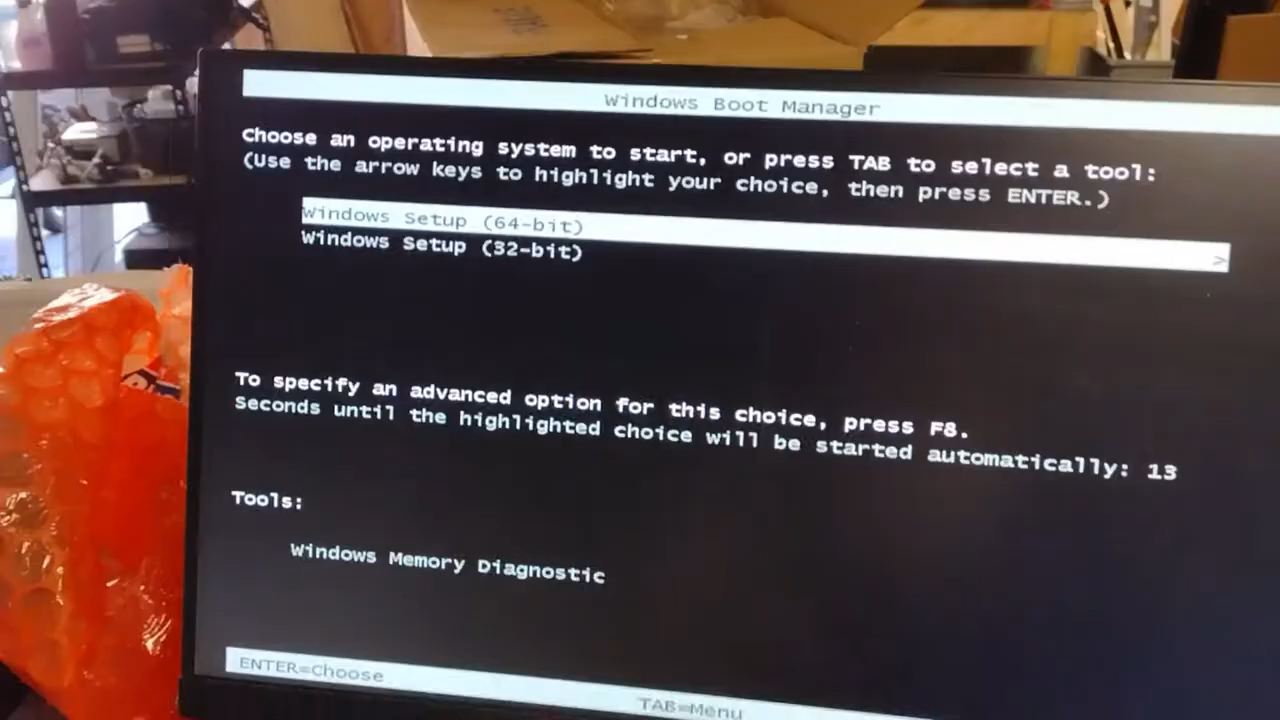 Windows Boot Manager
Choose an operating system to start, or press TAB to select a tool:
(Use the arrow keys to highlight your choice, then press ENTER.)
Windows Setup (64-bit)
>
Windows Setup (32-bit)
To specify an advanced option for this choice, press F8.
Seconds until the highlighted choice will be started automatically: 13
Tools:
Windows Memory Diagnostic
ENTER=Choose
TAB=Menu